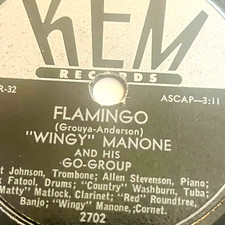 KEM
RECORDS
R-32
ASCAP—3:11
FLAMINGO
(Grouya-Anderson)
"WINGY" MANONE
AND HIS
GO-GROUP
Johnson, Trombone; Allen Stevenson, Piano;
Fatool, Drums; "Country" Washburn, Tuba;
Matty" Matlock, Clarinet; "Red" Roundtree,
Banjo; "Wingy" Manone, Cornet.
2702